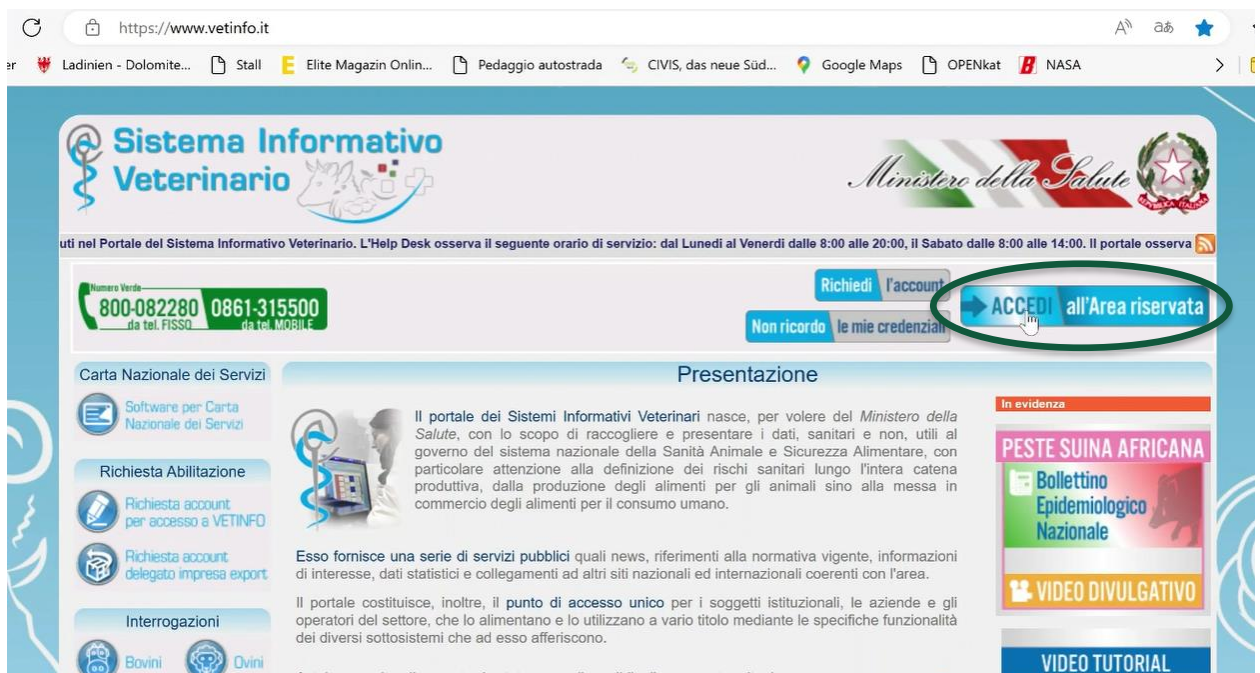 https://www.vetinfo.it
er Ladinien - Dolomite... Stall Elite Magazin Onlin... Pedaggio autostrada CIVIS, das neue Süd... Google Maps OPENkat NASA
Sistema Informativo
Veterinario
Ministero della Salute
uti nel Portale del Sistema Informativo Veterinario. L'Help Desk osserva il seguente orario di servizio: dal Lunedi al Venerdi dalle 8:00 alle 20:00, il Sabato dalle 8:00 alle 14:00. Il portale osserva
Numero Verde
800-082280 0861-315500
da tel. FISSO da tel. MOBILE
Richiedi l'account
Non ricordo le mie credenziali
ACCEDI all'Area riservata
Carta Nazionale dei Servizi
Software per Carta
Nazionale dei Servizi
Richiesta Abilitazione
Richiesta account
per accesso a VETINFO
Richiesta account
delegato impresa export
Interrogazioni
Bovini Ovini
Presentazione
Il portale dei Sistemi Informativi Veterinari nasce, per volere del Ministero della
Salute, con lo scopo di raccogliere e presentare i dati, sanitari e non, utili al
governo del sistema nazionale della Sanità Animale e Sicurezza Alimentare, con
particolare attenzione alla definizione dei rischi sanitari lungo l'intera catena
produttiva, dalla produzione degli alimenti per gli animali sino alla messa in
commercio degli alimenti per il consumo umano.
Esso fornisce una serie di servizi pubblici quali news, riferimenti alla normativa vigente, informazioni
di interesse, dati statistici e collegamenti ad altri siti nazionali ed internazionali coerenti con l'area.
Il portale costituisce, inoltre, il punto di accesso unico per i soggetti istituzionali, le aziende e gli
operatori del settore, che lo alimentano e lo utilizzano a vario titolo mediante le specifiche funzionalità
dei diversi sottosistemi che ad esso afferiscono.
In evidenza
PESTE SUINA AFRICANA
Bollettino
Epidemiologico
Nazionale
VIDEO DIVULGATIVO
VIDEO TUTORIAL